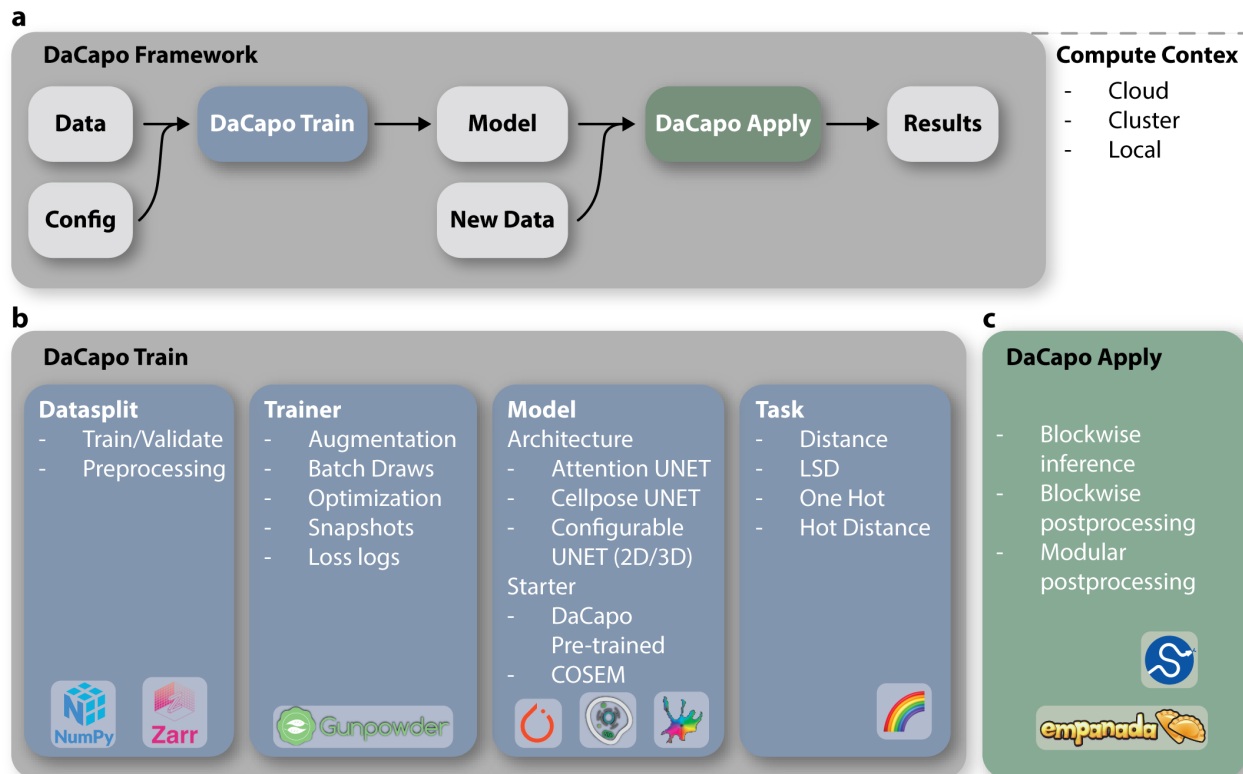 a
DaCapo Framework
Data
DaCapo Train
Model
DaCapo Apply
Results
Config
New Data
Compute Contex
- Cloud
- Cluster
- Local
b
DaCapo Train
Datasplit
- Train/Validate
- Preprocessing
NumPy
Zarr
Trainer
- Augmentation
- Batch Draws
- Optimization
- Snapshots
- Loss logs
Gunpowder
Model
Architecture
- Attention UNET
- Cellpose UNET
- Configurable
UNET (2D/3D)
Starter
- DaCapo
Pre-trained
- COSEM
Task
- Distance
- LSD
- One Hot
- Hot Distance
c
DaCapo Apply
- Blockwise
inference
- Blockwise
postprocessing
- Modular
postprocessing
empanada